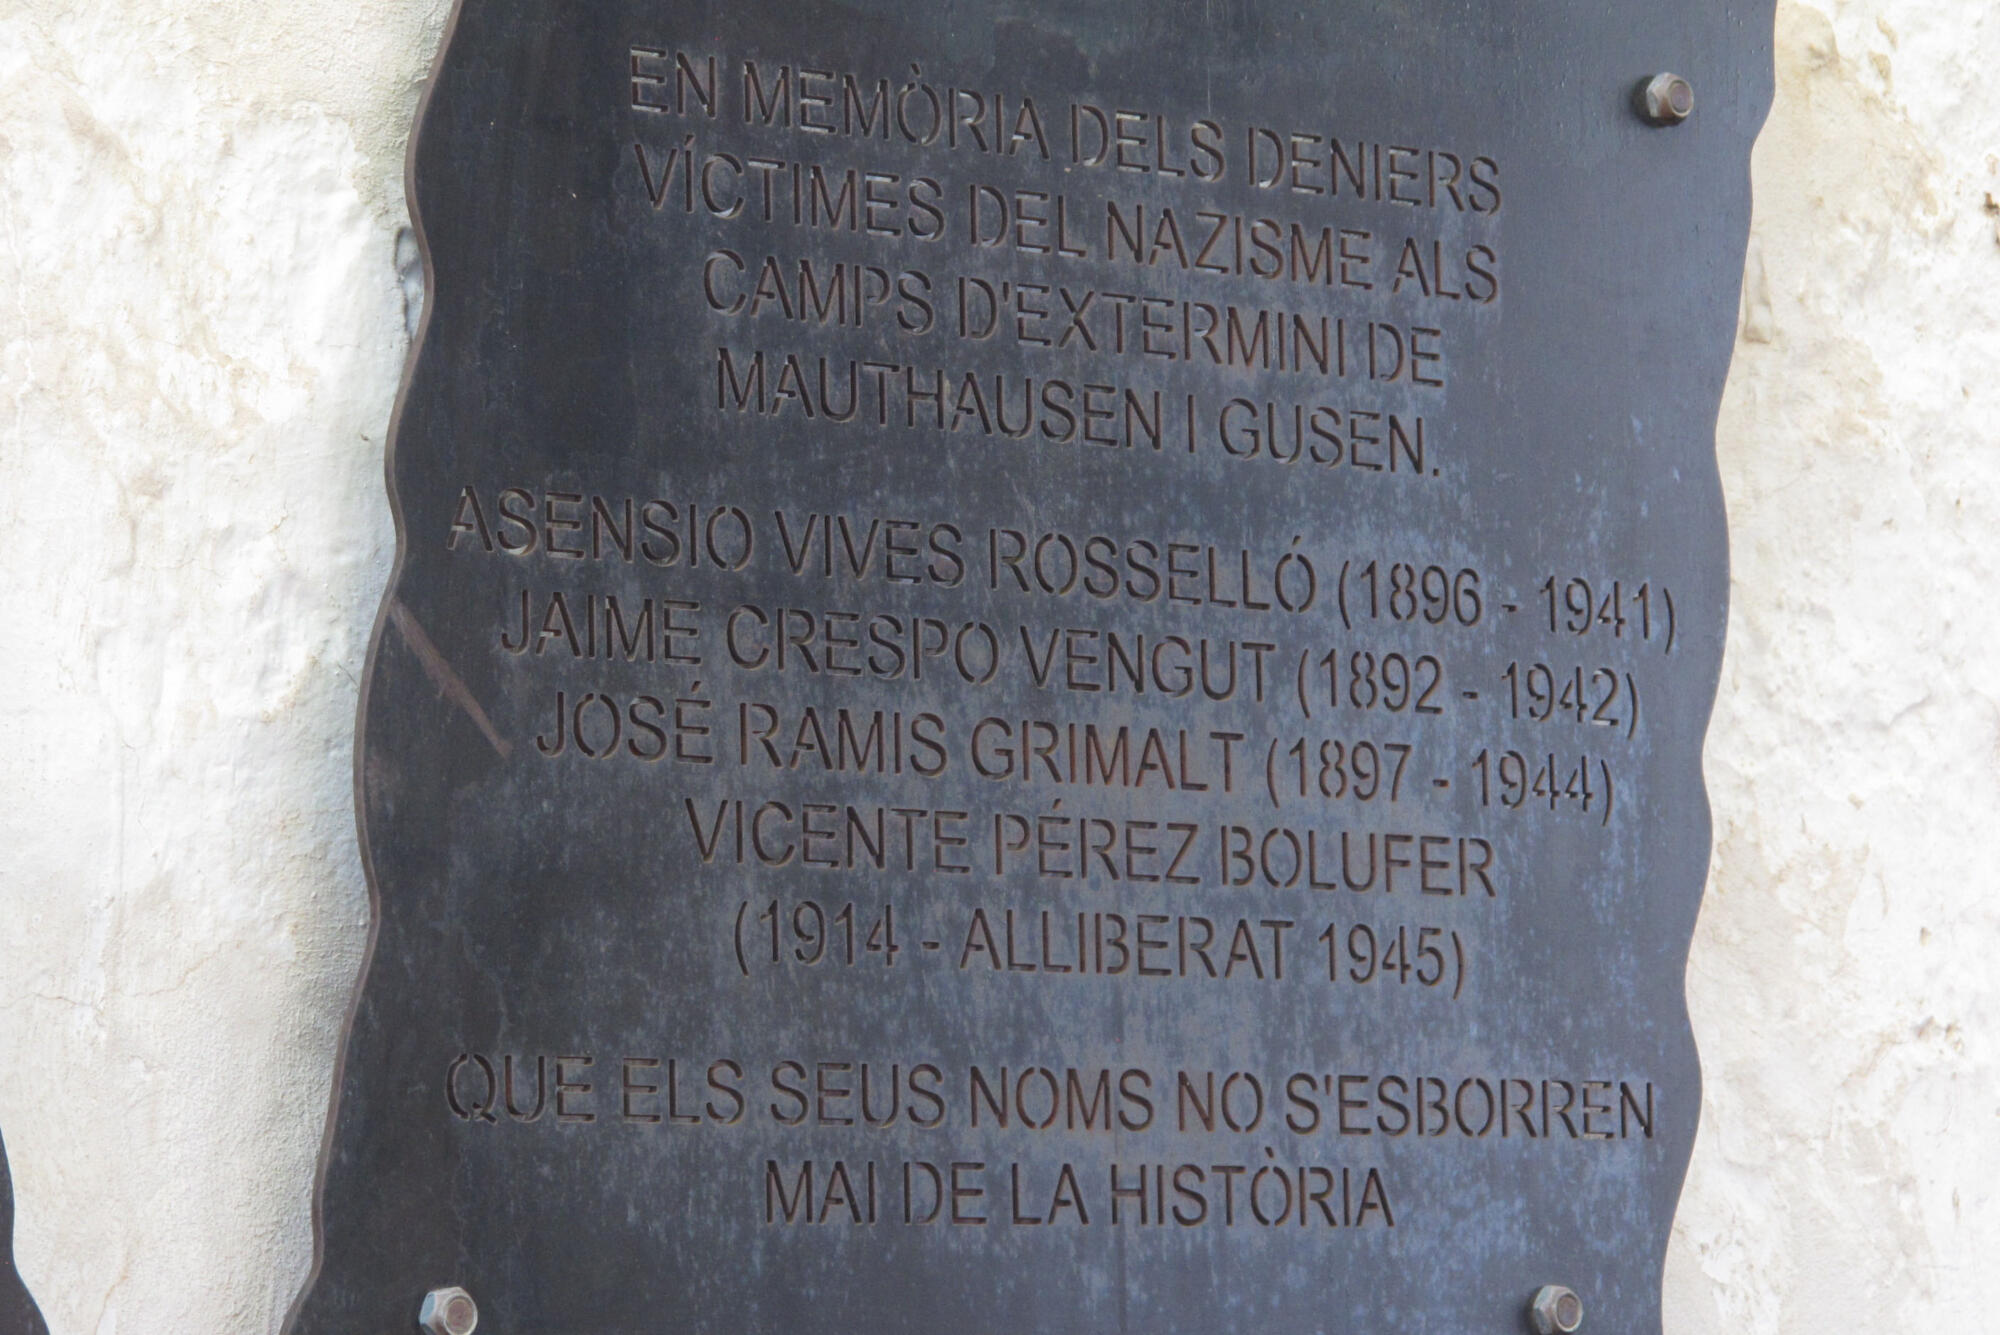 EN MEMÒRIA DELS DENIERS
VÍCTIMES DEL NAZISME ALS
CAMPS D'EXTERMINI DE
MAUTHAUSEN I GUSEN.
ASENSIO VIVES ROSSELLÓ (1896 - 1941)
JAIME CRESPO VENGUT (1892 - 1942)
JOSÉ RAMIS GRIMALT (1897 - 1944)
VICENTE PÉREZ BOLUFER
(1914 - ALLIBERAT 1945)
QUE ELS SEUS NOMS NO S'ESBORREN
MAI DE LA HISTÒRIA